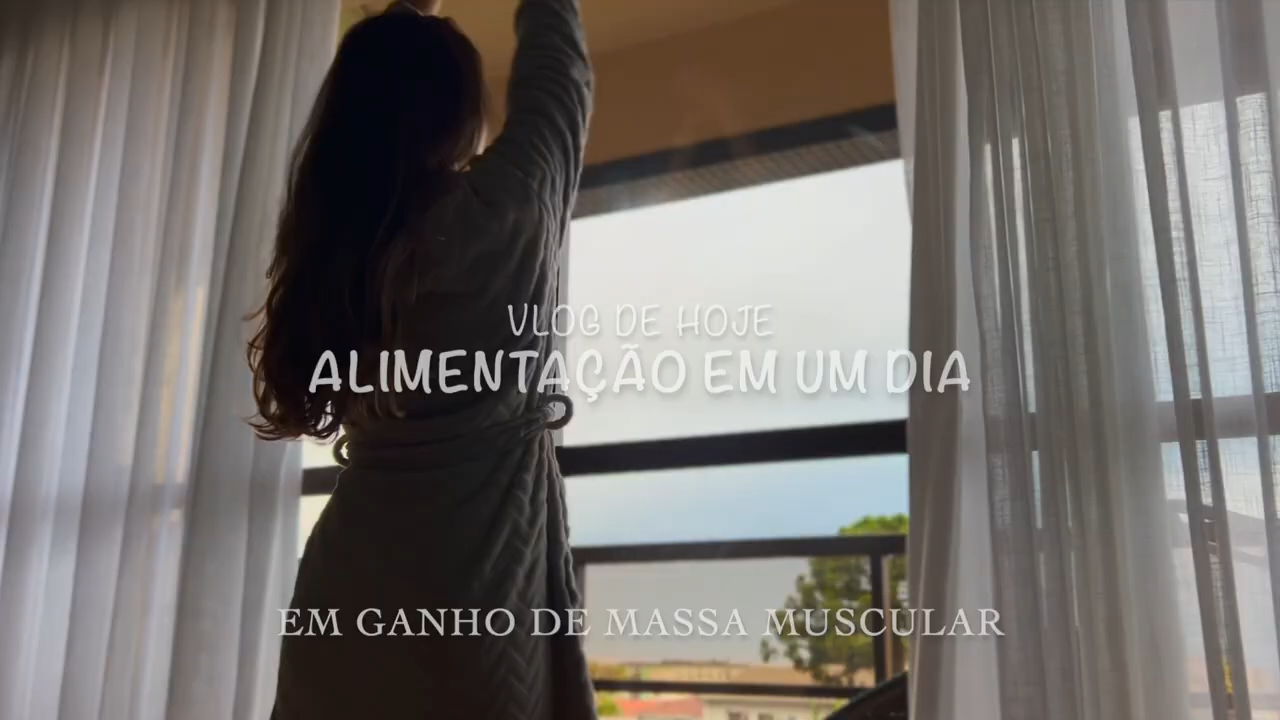 VLOG DE HOJE
ALIMENTAÇÃO EM UM DIA
EM GANHO DE MASSA MUSCULAR